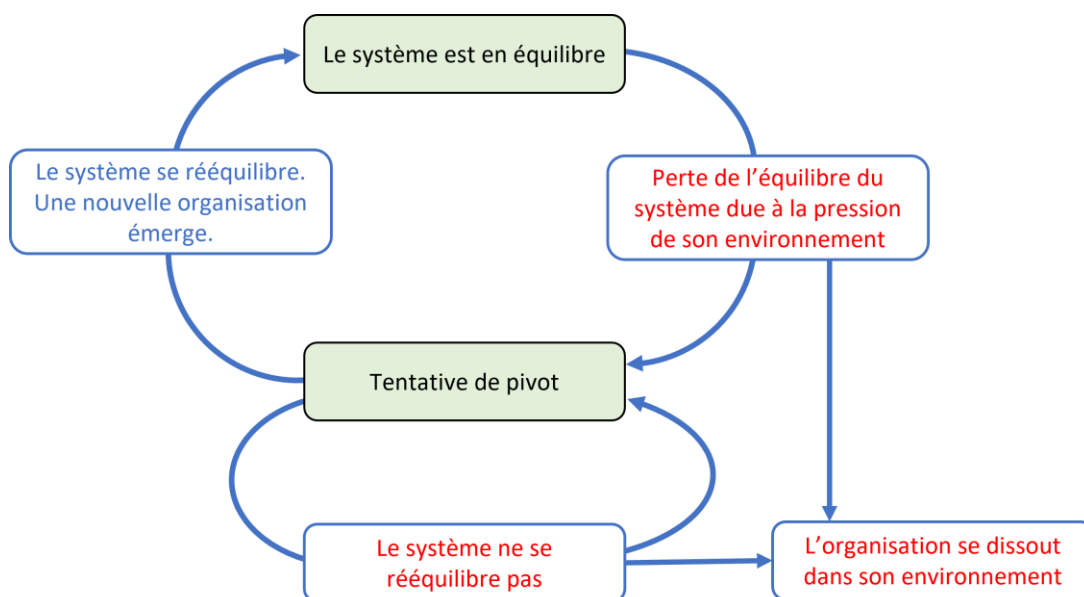 Le système est en équilibre
Le système se rééquilibre.
Une nouvelle organisation
émerge.
Perte de l’équilibre du
système due à la pression
de son environnement
Tentative de pivot
Le système ne se
rééquilibre pas
L’organisation se dissout
dans son environnement